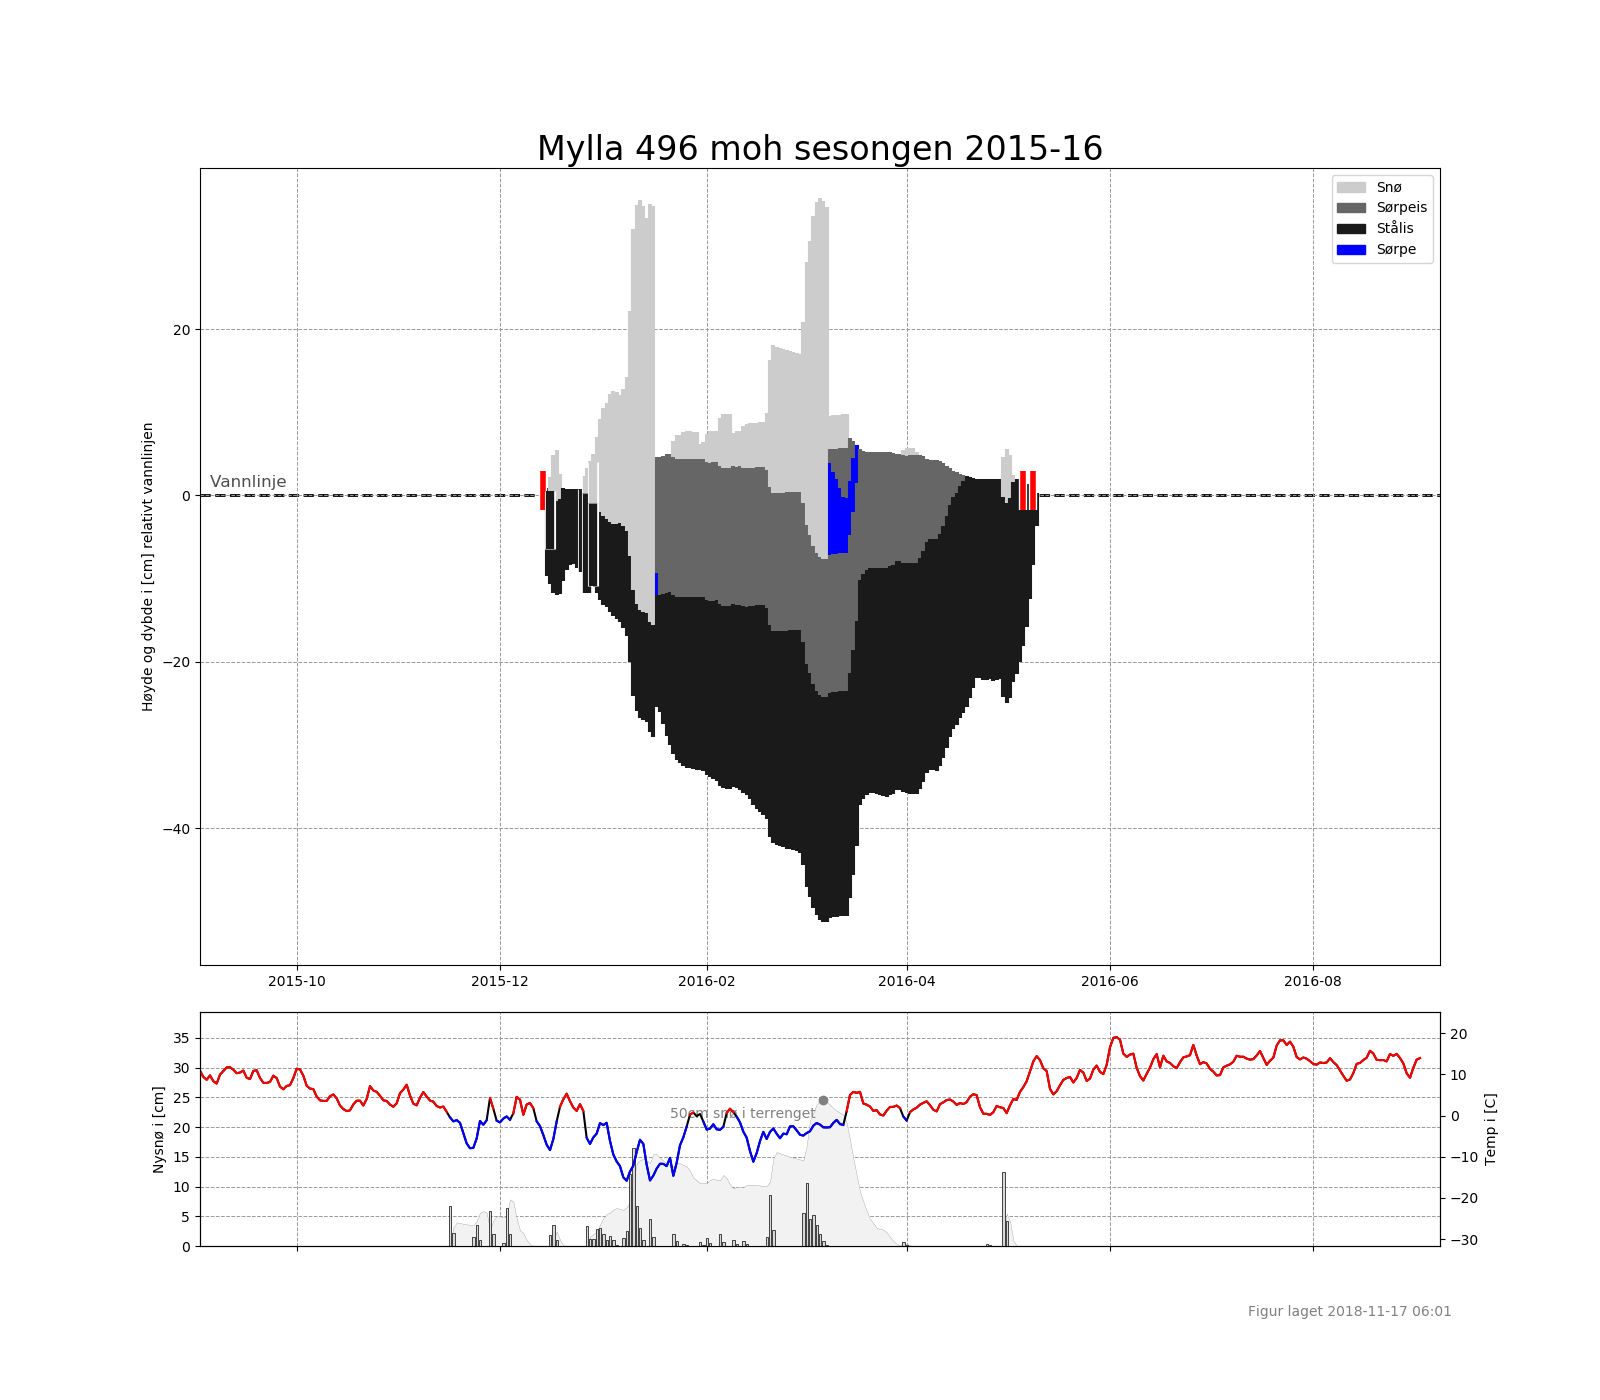 Mylla 496 moh sesongen 2015-16
Snø
Sørpeis
Stålis
Sørpe
Høyde og dybde i [cm] relativt vannlinjen
20
0
−20
−40
Vannlinje
2015-10 2015-12 2016-02 2016-04 2016-06 2016-08
Nysnø i [cm]
35
30
25
20
15
10
5
0
50cm snø i terrenget
20
10
0
−10
−20
−30
Temp i [C]
Figur laget 2018-11-17 06:01